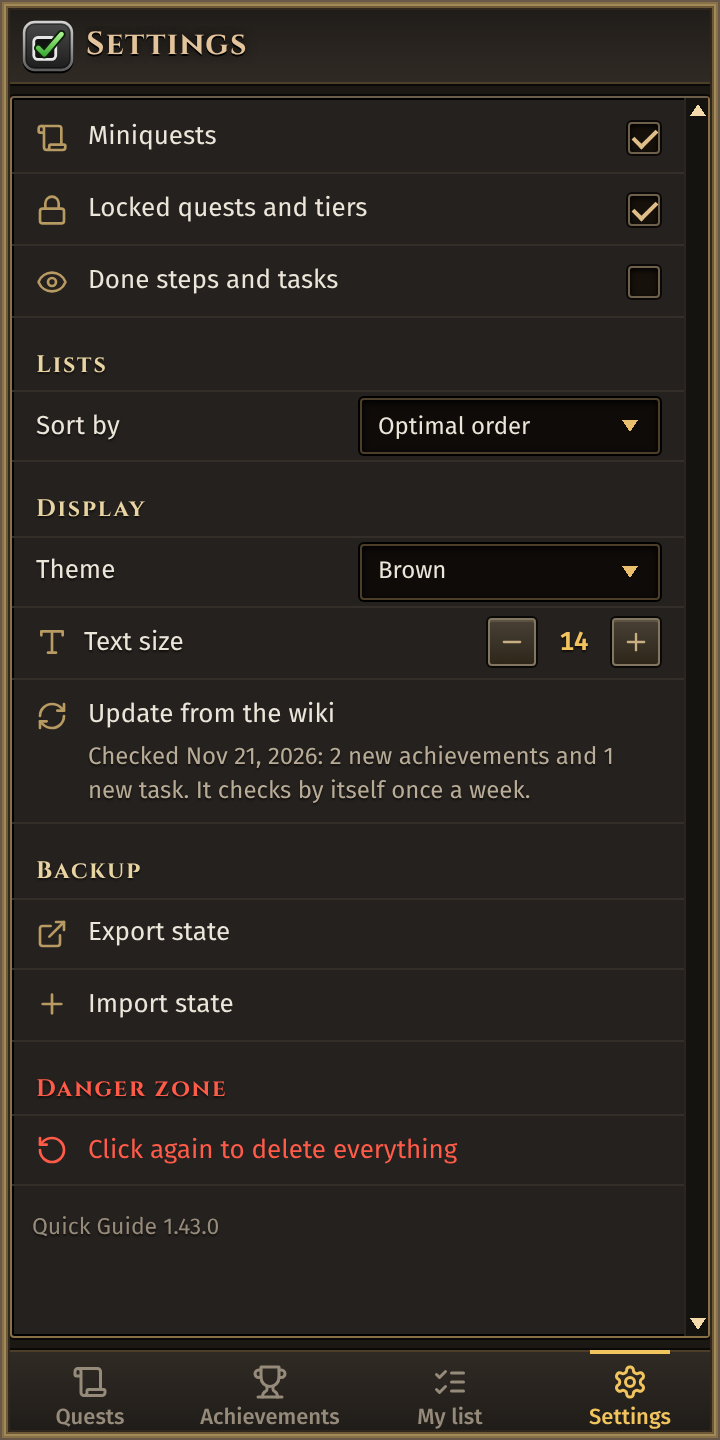 Settings
Miniquests
Locked quests and tiers
Done steps and tasks
Lists
Sort by
Optimal order
Display
Theme
Brown
Text size
14
Update from the wiki
Checked Nov 21, 2026: 2 new achievements and 1
new task. It checks by itself once a week.
Backup
Export state
Import state
Danger zone
Click again to delete everything
Quick Guide 1.43.0
Quests
Achievements
My list
Settings